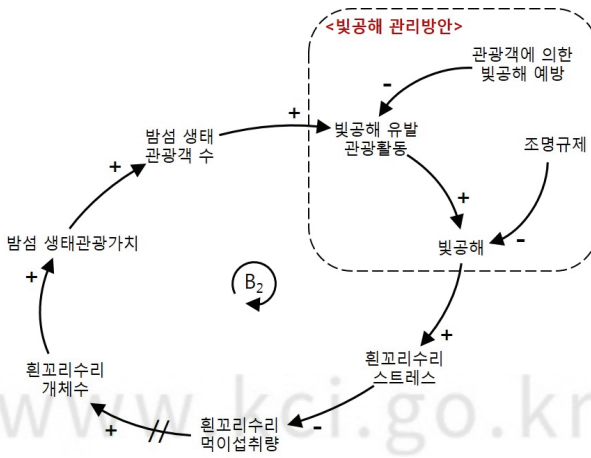 <빛공해 관리방안>
관광객에 의한
빛공해 예방
-
+
빛공해 유발
관광활동
밤섬 생태
관광객 수
조명규제
+
+
밤섬 생태관광가치
빛공해
-
+
B2
+
흰꼬리수리
스트레스
흰꼬리수리
개체수
www.kci.go.kr
흰꼬리수리
먹이섭취량
+
-